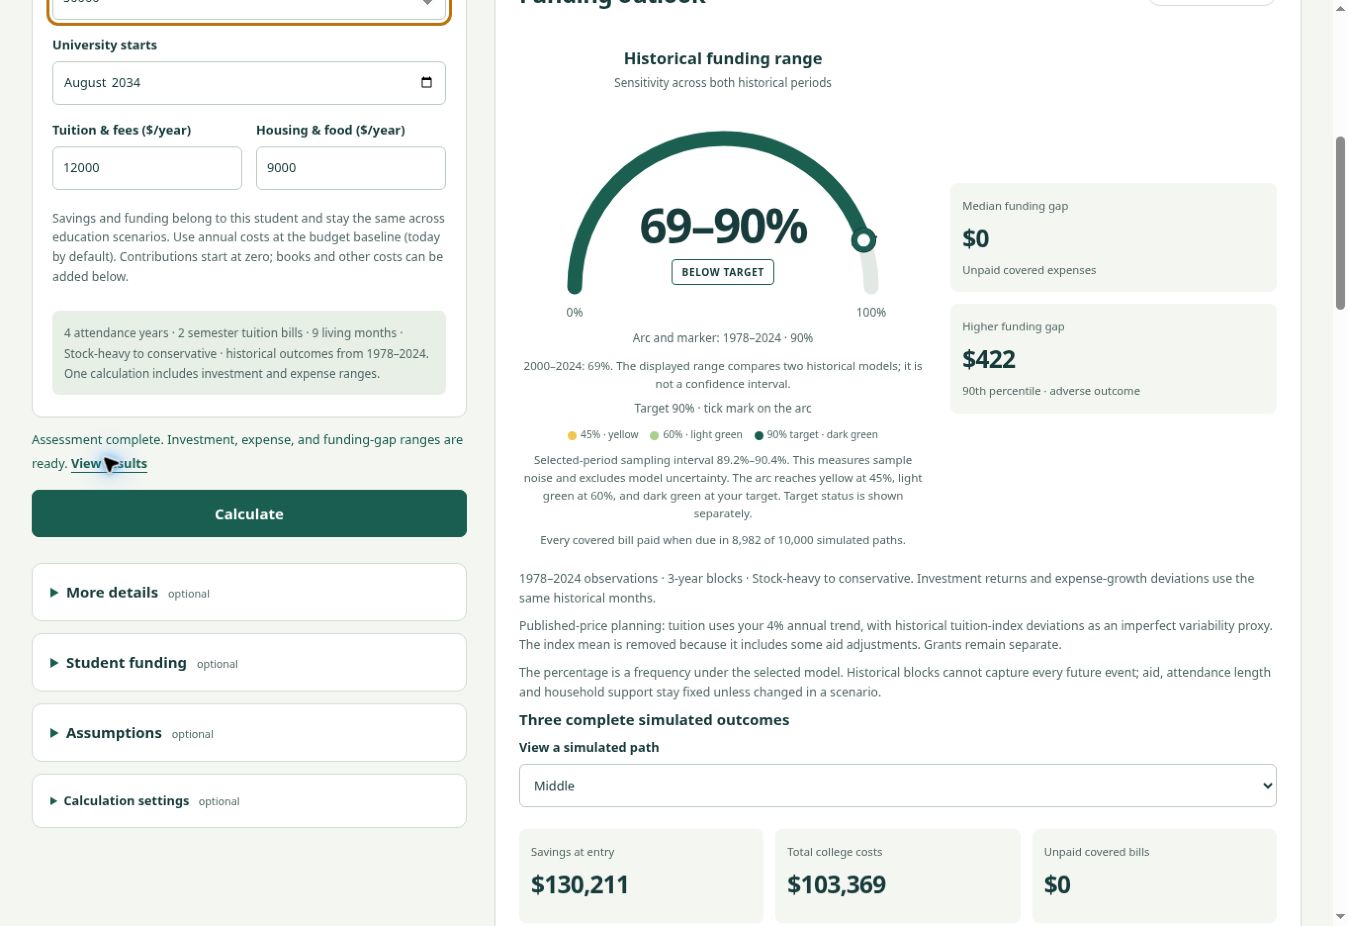 University starts
August 2034
Tuition & fees ($/year)
Housing & food ($/year)
12000
9000
Savings and funding belong to this student and stay the same across
education scenarios. Use annual costs at the budget baseline (today
by default). Contributions start at zero; books and other costs can be
added below.
4 attendance years · 2 semester tuition bills · 9 living months ·
Stock-heavy to conservative · historical outcomes from 1978–2024.
One calculation includes investment and expense ranges.
Assessment complete. Investment, expense, and funding-gap ranges are
ready. View
Calculate
More details optional
Student funding optional
Assumptions optional
Calculation settings optional
Funding outlook
Historical funding range
Sensitivity across both historical periods
69–90%
BELOW TARGET
0%
100%
Arc and marker: 1978–2024 · 90%
2000–2024: 69%. The displayed range compares two historical models; it is
not a confidence interval.
Target 90% · tick mark on the arc
45% · yellow
60% · light green
90% target · dark green
Selected-period sampling interval 89.2%–90.4%. This measures sample
noise and excludes model uncertainty. The arc reaches yellow at 45%, light
green at 60%, and dark green at your target. Target status is shown
separately.
Every covered bill paid when due in 8,982 of 10,000 simulated paths.
Median funding gap
$0
Unpaid covered expenses
Higher funding gap
$422
90th percentile · adverse outcome
1978–2024 observations · 3-year blocks · Stock-heavy to conservative. Investment returns and expense-growth deviations use the
same historical months.
Published-price planning: tuition uses your 4% annual trend, with historical tuition-index deviations as an imperfect variability proxy.
The index mean is removed because it includes some aid adjustments. Grants remain separate.
The percentage is a frequency under the selected model. Historical blocks cannot capture every future event; aid, attendance length
and household support stay fixed unless changed in a scenario.
Three complete simulated outcomes
View a simulated path
Middle
Savings at entry
$130,211
Total college costs
$103,369
Unpaid covered bills
$0